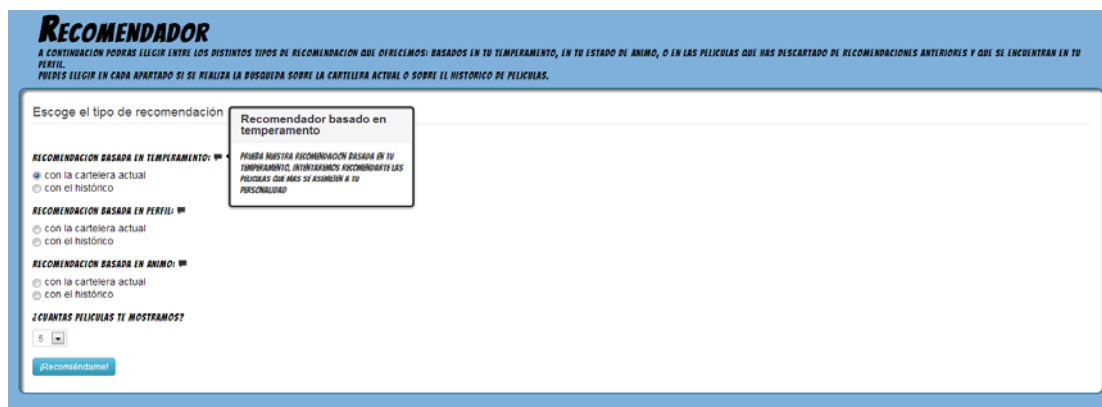 RECOMENDADOR
A CONTINUACION PODRAS ELEGIR ENTRE LOS DISTINTOS TIPOS DE RECOMENDACION QUE OFRECEMOS: BASADOS EN TU TEMPERAMENTO, EN TU ESTADO DE ANIMO, O EN LAS PELICULAS QUE HAS DESCARTADO DE RECOMENDACIONES ANTERIORES Y QUE SE ENCUENTRAN EN TU
PERFIL.
PUEDES ELEGIR EN CADA APARTADO SI SE REALIZA LA BUSQUEDA SOBRE LA CARTELERA ACTUAL O SOBRE EL HISTORICO DE PELICULAS.
Escoge el tipo de recomendación
Recomendador basado en
temperamento
PRUEBA NUESTRA RECOMENDACION BASADA EN TU
TEMPERAMENTO, INTENTAREMOS RECOMENDARTE LAS
PELICULAS QUE MAS SE ASEMEJEN A TU
PERSONALIDAD
RECOMENDACION BASADA EN TEMPERAMENTO:
con la cartelera actual
con el histórico
RECOMENDACION BASADA EN PERFIL:
con la cartelera actual
con el histórico
RECOMENDACION BASADA EN ANIMO:
con la cartelera actual
con el histórico
¿CUANTAS PELICULAS TE MOSTRAMOS?
5
¡Recomiéndame!